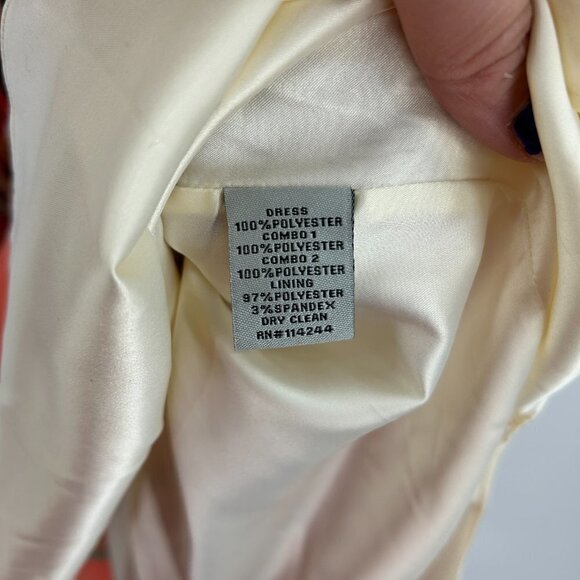 DRESS
100%POLYESTER
COMBO 1
100%POLYESTER
COMBO 2
100%POLYESTER
LINING
97%POLYESTER
3%SPANDEX
DRY CLEAN
RN#114244